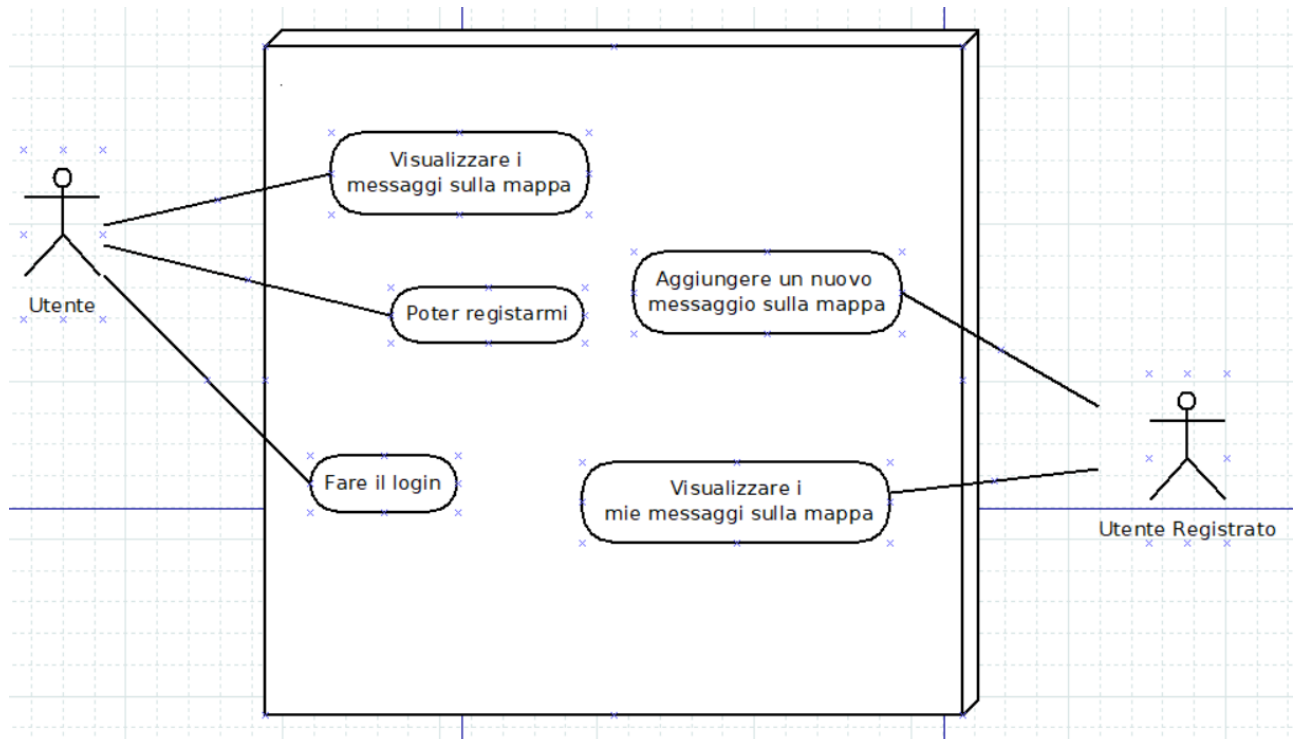 Visualizzare i
messaggi sulla mappa
Utente
Poter registarmi
Aggiungere un nuovo
messaggio sulla mappa
Fare il login
Visualizzare i
mie messaggi sulla mappa
Utente Registrato